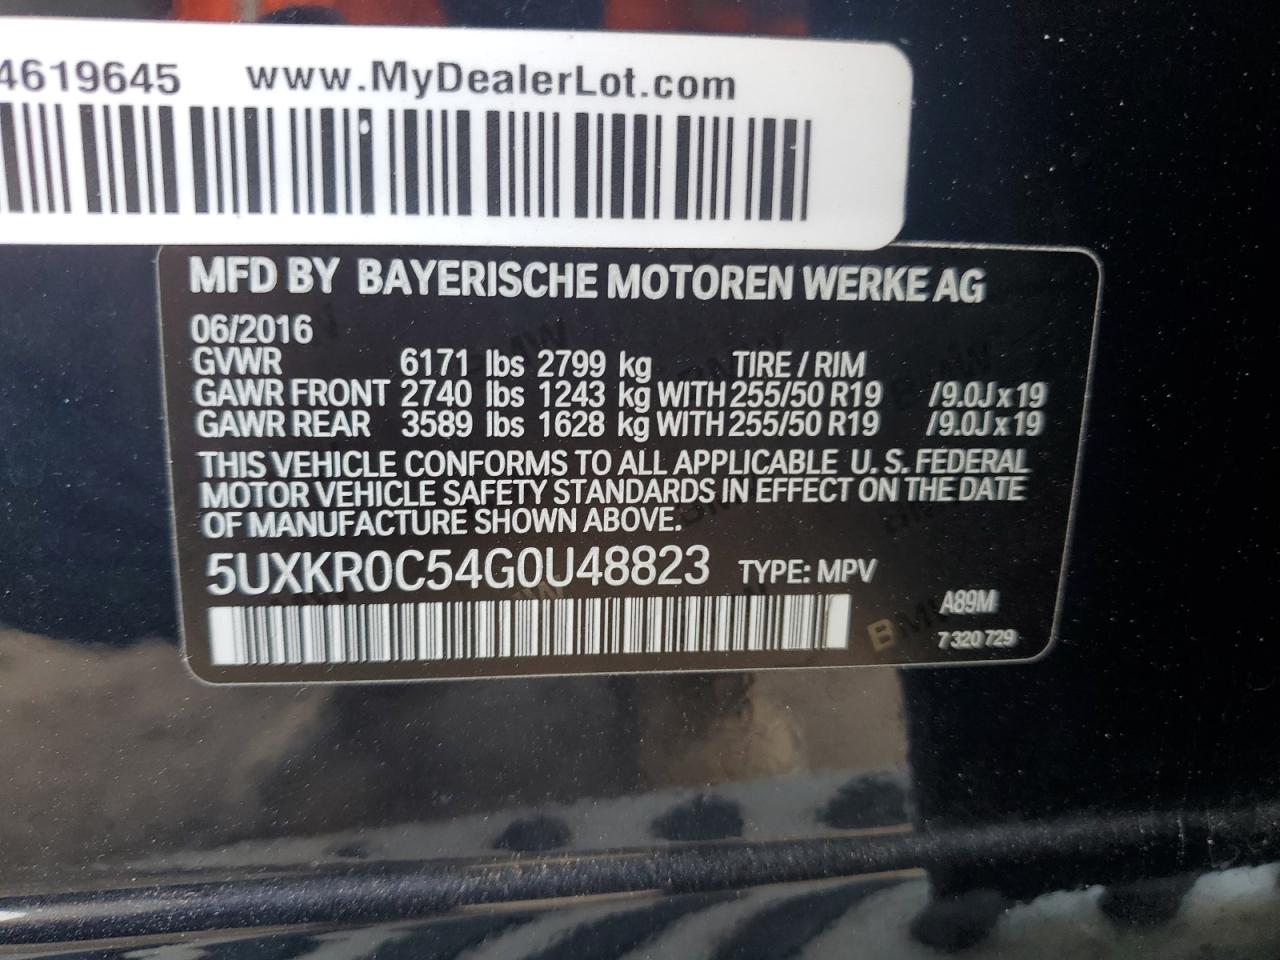 4619645 www.MyDealerLot.com
MFD BY BAYERISCHE MOTOREN WERKE AG
06/2016
GVWR 6171 lbs 2799 kg TIRE / RIM
GAWR FRONT 2740 lbs 1243 kg WITH 255/50 R19 /9.0J x 19
GAWR REAR 3589 lbs 1628 kg WITH 255/50 R19 /9.0J x 19
THIS VEHICLE CONFORMS TO ALL APPLICABLE U. S. FEDERAL
MOTOR VEHICLE SAFETY STANDARDS IN EFFECT ON THE DATE
OF MANUFACTURE SHOWN ABOVE.
5UXKR0C54G0U48823 TYPE: MPV
A89M
BMW
7 320 729